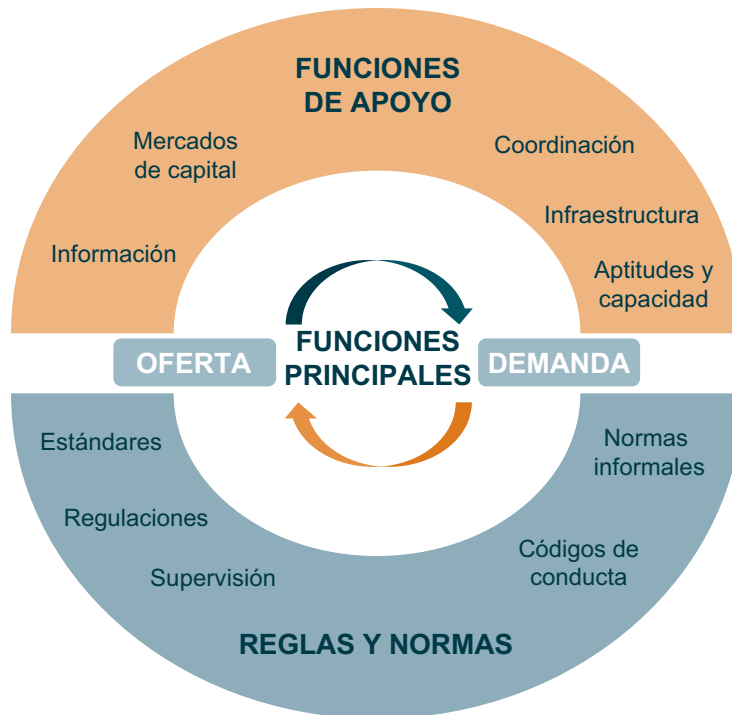 FUNCIONES
DE APOYO
Mercados
de capital
Coordinación
Información
Infraestructura
Aptitudes y
capacidad
OFERTA
FUNCIONES
PRINCIPALES
DEMANDA
Estándares
Normas
informales
Regulaciones
Supervisión
Códigos de
conducta
REGLAS Y NORMAS